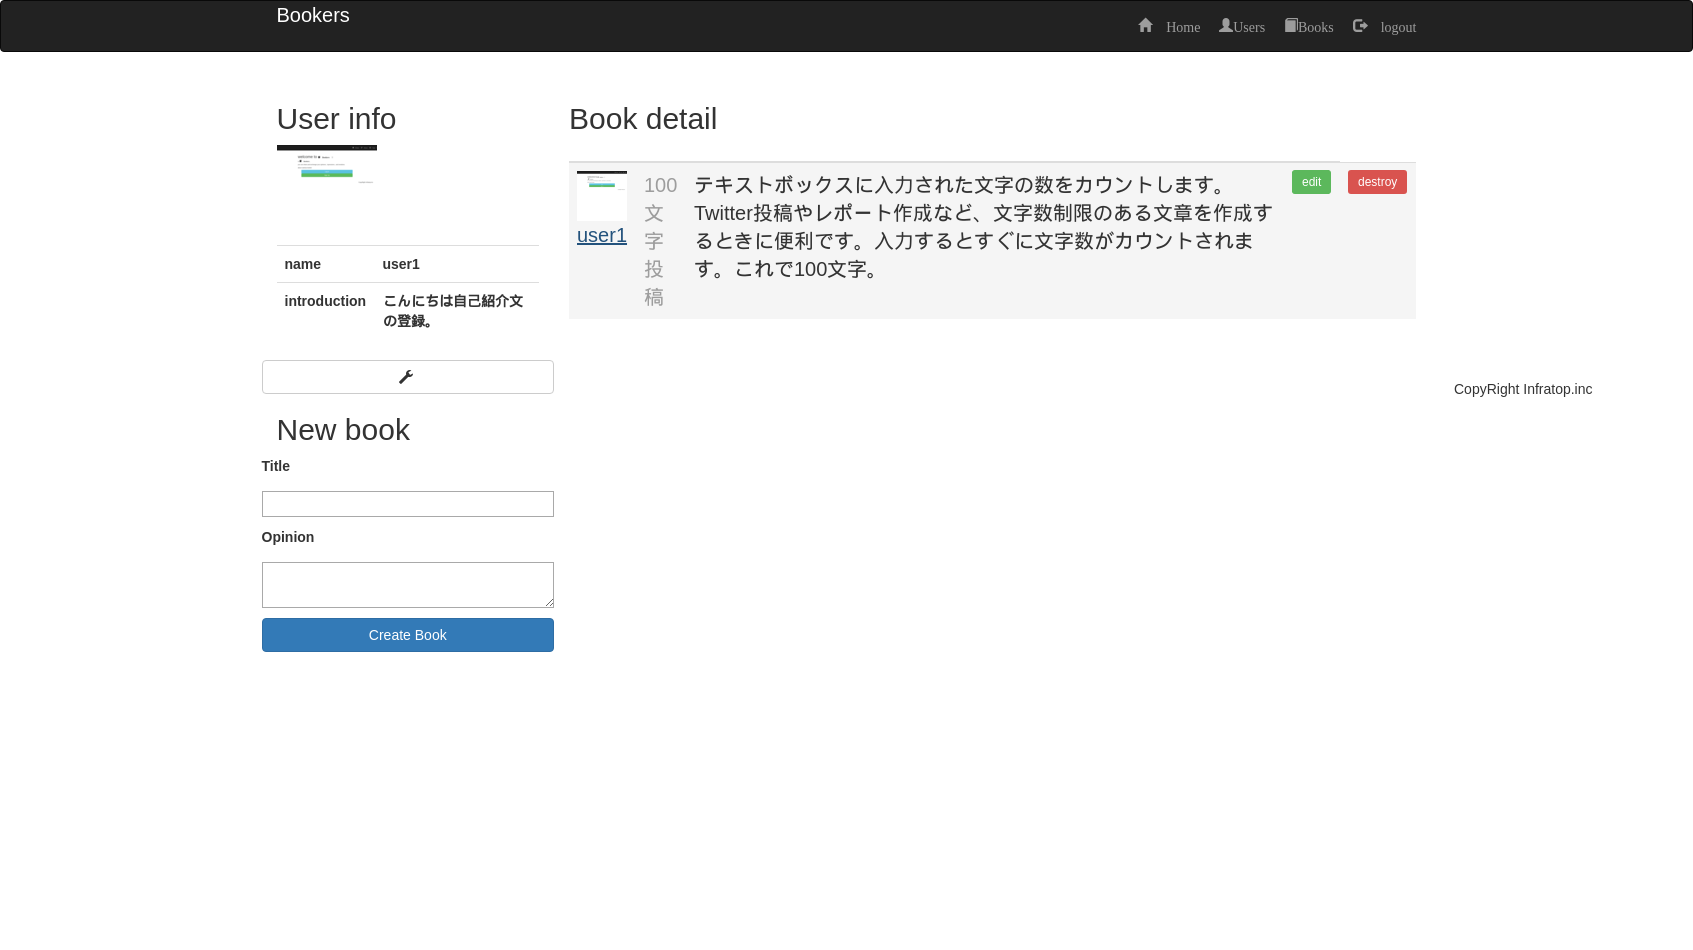 Bookers
Home Users Books logout
User info
name user1
introduction こんにちは自己紹介文
の登録。
New book
Title
Opinion
Create Book
Book detail
user1
100
文
字
投
稿
テキストボックスに入力された文字の数をカウントします。
Twitter投稿やレポート作成など、文字数制限のある文章を作成す
るときに便利です。入力するとすぐに文字数がカウントされま
す。これで100文字。
edit destroy
CopyRight Infratop.inc